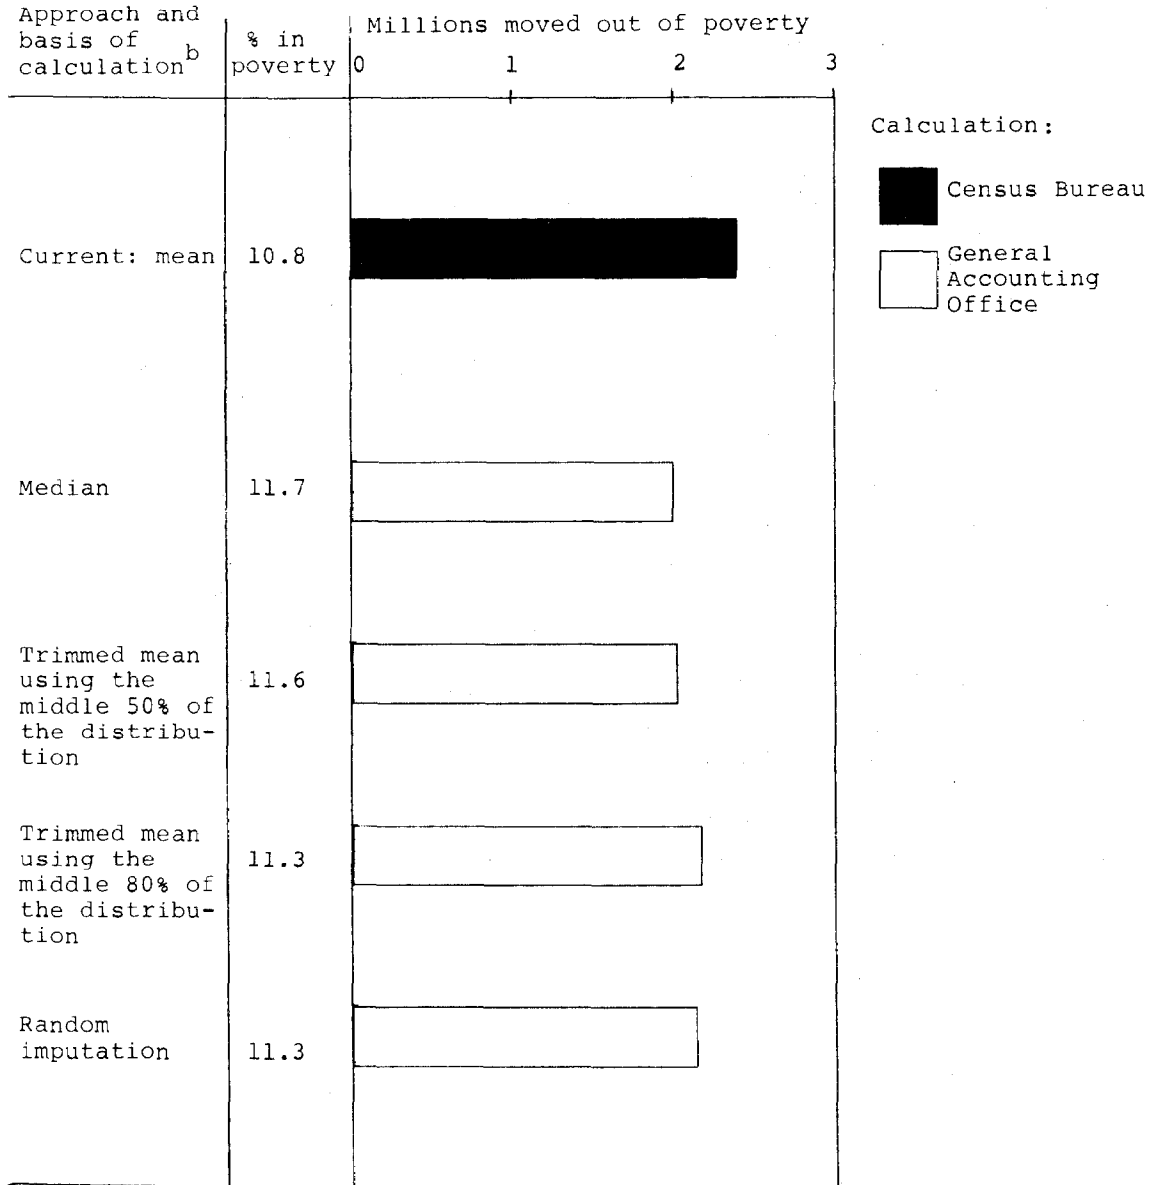 Approach and
basis of
calculation b
% in
poverty
Millions moved out of poverty
0 1 2 3
Calculation:
Census Bureau
General
Accounting
Office
Current: mean 10.8
Median 11.7
Trimmed mean
using the
middle 50% of
the distribu-
tion
11.6
Trimmed mean
using the
middle 80% of
the distribu-
tion
11.3
Random
imputation 11.3